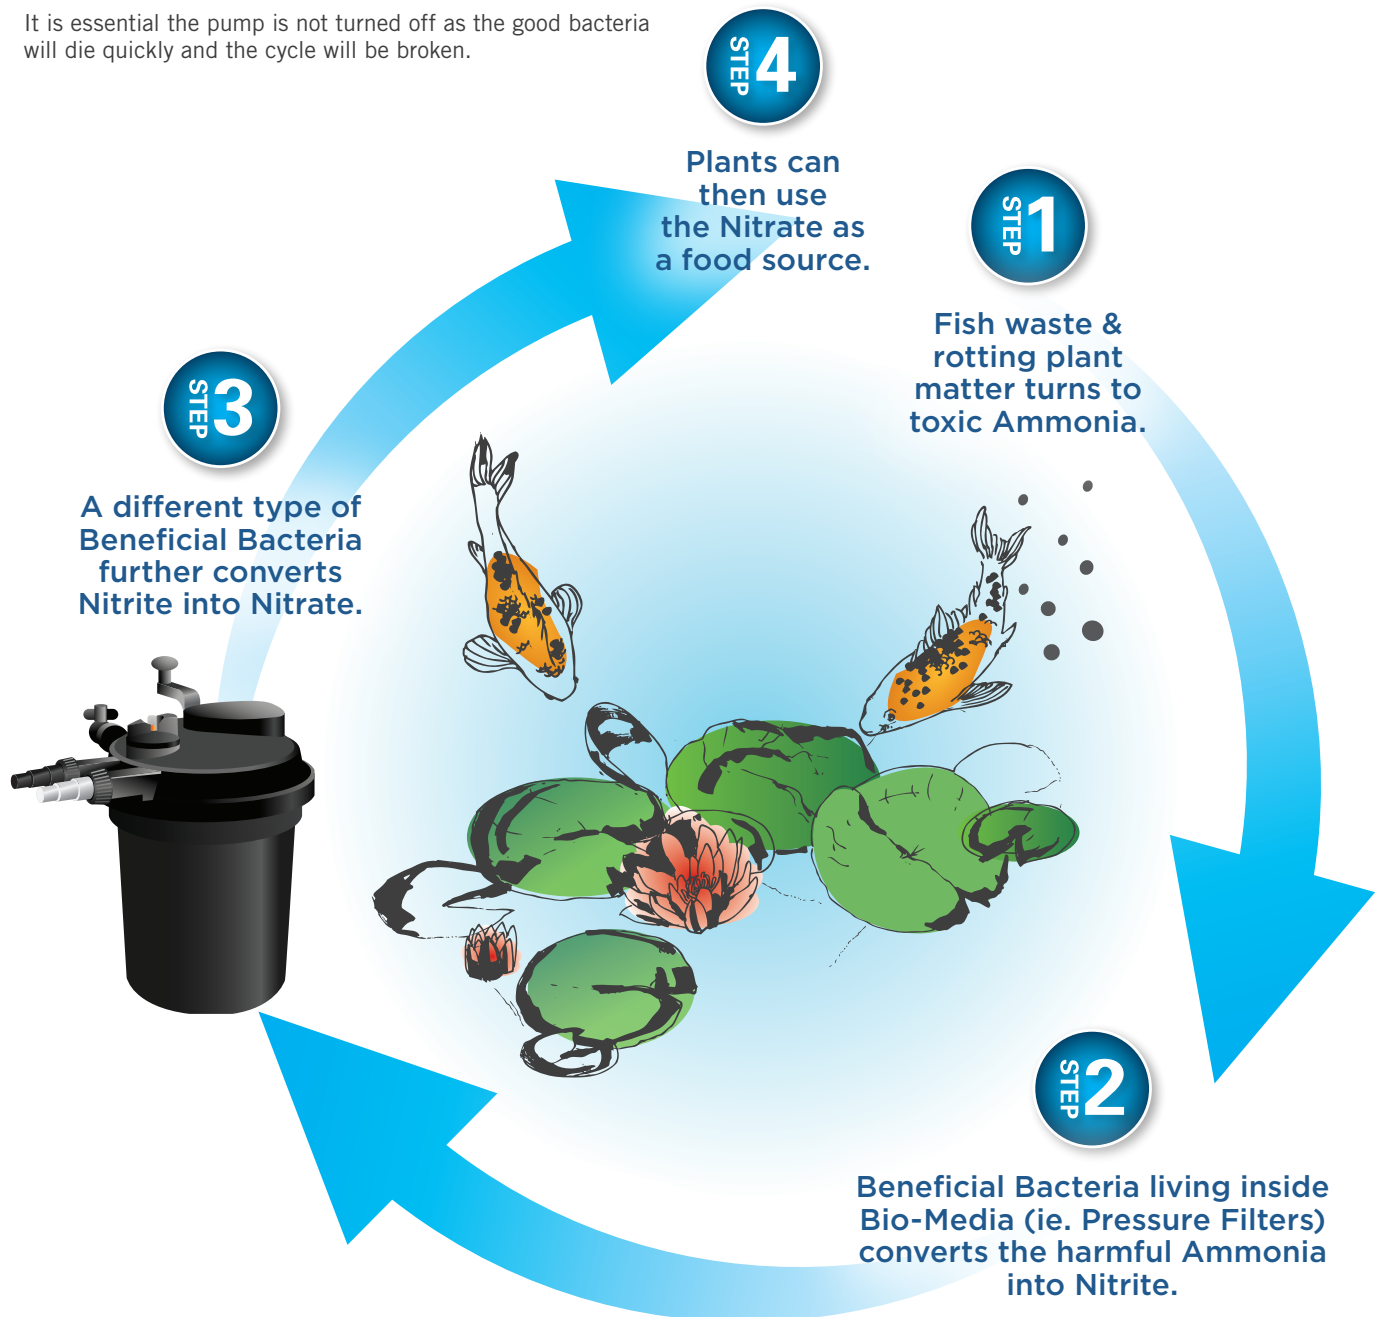 It is essential the pump is not turned off as the good bacteria
will die quickly and the cycle will be broken.
STEP 4
Plants can
then use
the Nitrate as
a food source.
STEP 1
Fish waste &
rotting plant
matter turns to
toxic Ammonia.
STEP 3
A different type of
Beneficial Bacteria
further converts
Nitrite into Nitrate.
STEP 2
Beneficial Bacteria living inside
Bio-Media (ie. Pressure Filters)
converts the harmful Ammonia
into Nitrite.